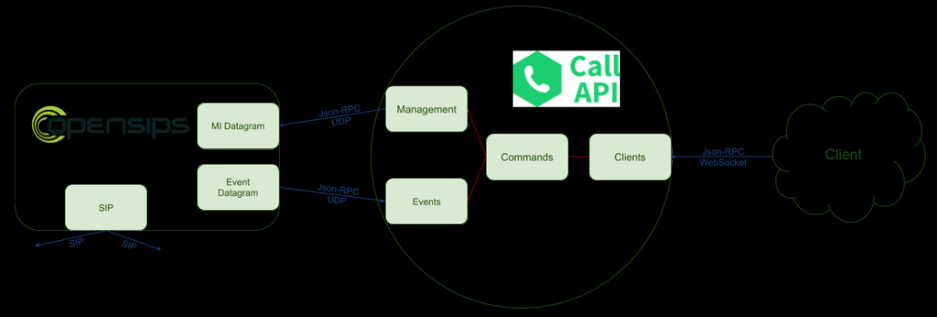 Call
API
opensips
MI Datagram
Json-RPC
UDP
Management
Commands
Clients
Json-RPC
WebSocket
Client
Event
Datagram
Json-RPC
UDP
Events
SIP
SIP
SIP